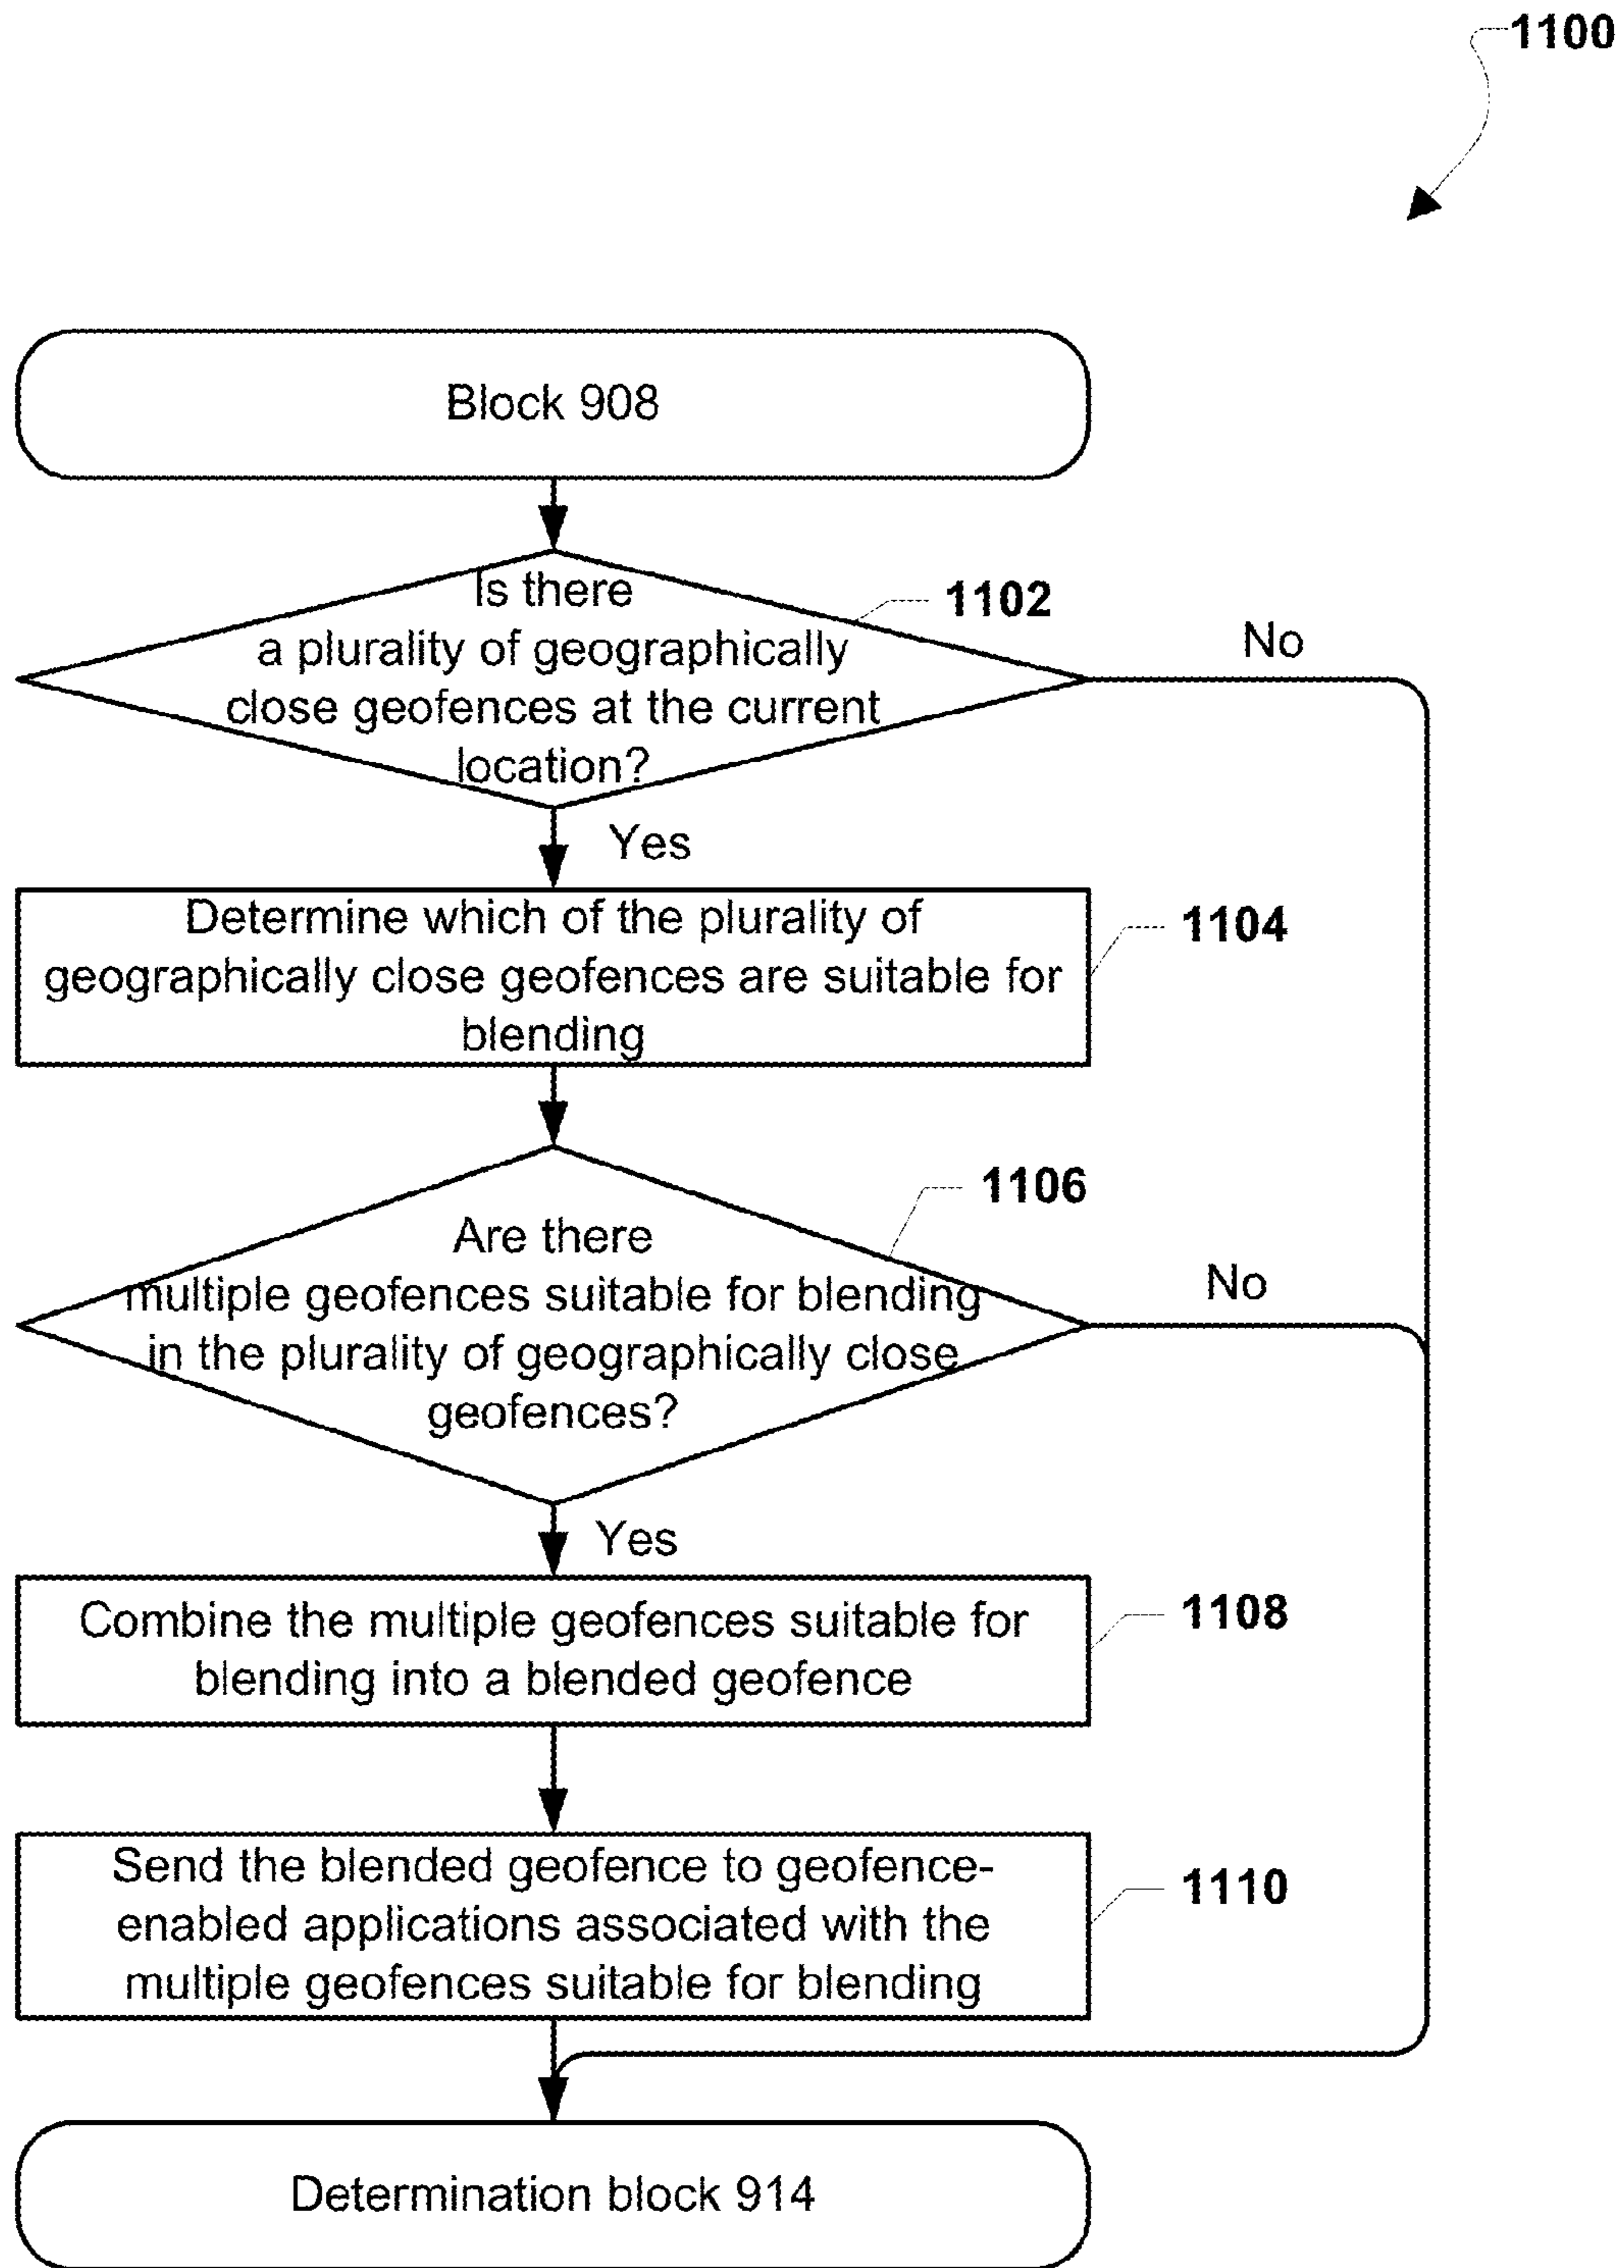 1100
Block 908
Is there
a plurality of geographically
close geofences at the current
location?
1102
No
Yes
Determine which of the plurality of
geographically close geofences are suitable for
blending
1104
Are there
multiple geofences suitable for blending
in the plurality of geographically close
geofences?
1106
No
Yes
Combine the multiple geofences suitable for
blending into a blended geofence
1108
Send the blended geofence to geofence-
enabled applications associated with the
multiple geofences suitable for blending
1110
Determination block 914